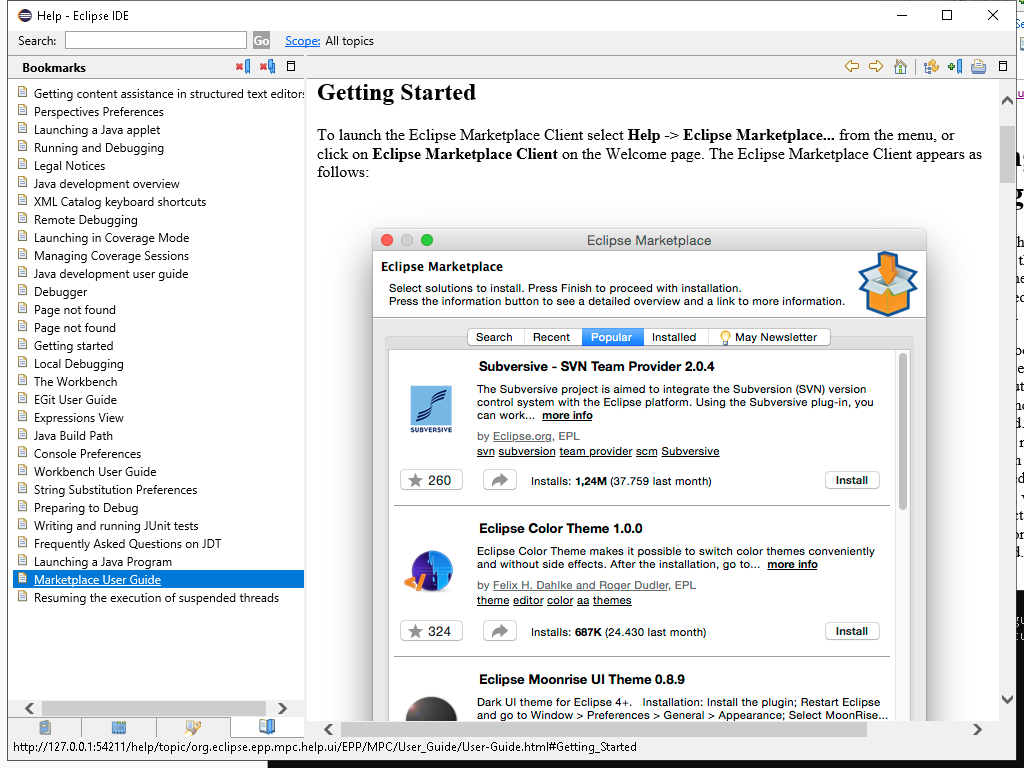 Help - Eclipse IDE
Search:
Go
Scope: All topics
Bookmarks
Getting content assistance in structured text editors
Perspectives Preferences
Launching a Java applet
Running and Debugging
Legal Notices
Java development overview
XML Catalog keyboard shortcuts
Remote Debugging
Launching in Coverage Mode
Managing Coverage Sessions
Java development user guide
Debugger
Page not found
Page not found
Getting started
Local Debugging
The Workbench
EGit User Guide
Expressions View
Java Build Path
Console Preferences
Workbench User Guide
String Substitution Preferences
Preparing to Debug
Writing and running JUnit tests
Frequently Asked Questions on JDT
Launching a Java Program
Marketplace User Guide
Resuming the execution of suspended threads
Getting Started
To launch the Eclipse Marketplace Client select Help -> Eclipse Marketplace... from the menu, or
click on Eclipse Marketplace Client on the Welcome page. The Eclipse Marketplace Client appears as
follows:
Eclipse Marketplace
Eclipse Marketplace
Select solutions to install. Press Finish to proceed with installation.
Press the information button to see a detailed overview and a link to more information.
Search
Recent
Popular
Installed
May Newsletter
Subversive - SVN Team Provider 2.0.4
The Subversive project is aimed to integrate the Subversion (SVN) version
control system with the Eclipse platform. Using the Subversive plug-in, you
can work... more info
SUBVERSIVE
by Eclipse.org, EPL
svn subversion team provider scm Subversive
260
Installs: 1,24M (37.759 last month)
Install
Eclipse Color Theme 1.0.0
Eclipse Color Theme makes it possible to switch color themes conveniently
and without side effects. After the installation, go to... more info
by Felix H. Dahlke and Roger Dudler, EPL
theme editor color aa themes
324
Installs: 687K (24.430 last month)
Install
Eclipse Moonrise UI Theme 0.8.9
Dark UI theme for Eclipse 4+. Installation: Install the plugin; Restart Eclipse
and go to Window > Preferences > General > Appearance; Select MoonRise...
http://127.0.0.1:54211/help/topic/org.eclipse.epp.mpc.help.ui/EPP/MPC/User_Guide/User-Guide.html#Getting_Started